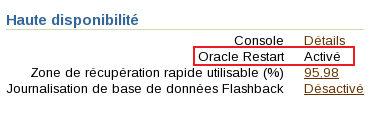 Haute disponibilité
Console Détails
Oracle Restart Activé
Zone de récupération rapide utilisable (%) 95.98
Journalisation de base de données Flashback Désactivé